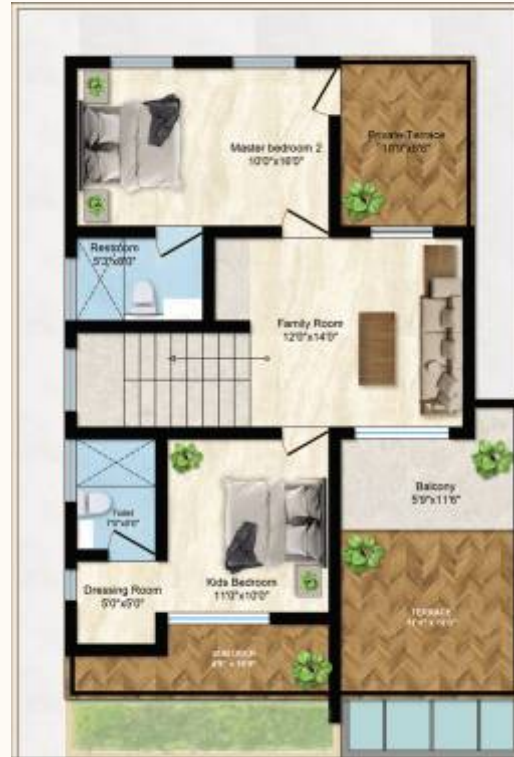 Master bedroom 2
10'0"x16'0"
Private Terrace
Restroom
Family Room
12'0"x14'0"
Balcony
5'9"x11'6"
Toilet
Dressing Room
5'0"x5'0"
Kids Bedroom
11'0"x10'0"
TERRACE